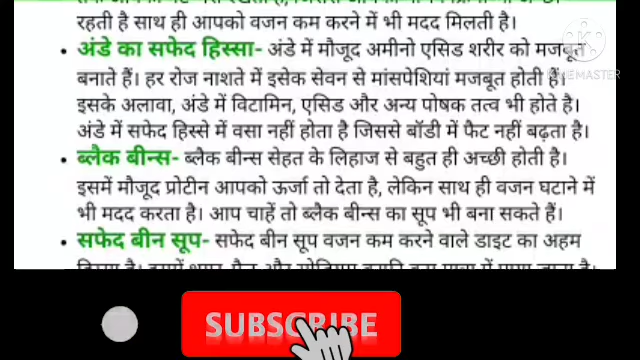 रहती है साथ ही आपको वजन कम करने में भी मदद मिलती है।
• अंडे का सफेद हिस्सा- अंडे में मौजूद अमीनो एसिड शरीर को मजबूत
बनाते हैं। हर रोज नाशते में इसेक सेवन से मांसपेशियां मजबूत होती हैं।
इसके अलावा, अंडे में विटामिन, एसिड और अन्य पोषक तत्व भी होते है।
अंडे में सफेद हिस्से में वसा नहीं होता है जिससे बॉडी में फैट नहीं बढ़ता है।
• ब्लैक बीन्स- ब्लैक बीन्स सेहत के लिहाज से बहुत ही अच्छी होती है।
इसमें मौजूद प्रोटीन आपको ऊर्जा तो देता है, लेकिन साथ ही वजन घटाने में
भी मदद करता है। आप चाहें तो ब्लैक बीन्स का सूप भी बना सकते हैं।
• सफेद बीन सूप- सफेद बीन सूप वजन कम करने वाले डाइट का अहम
KINEMASTER
SUBSCRIBE